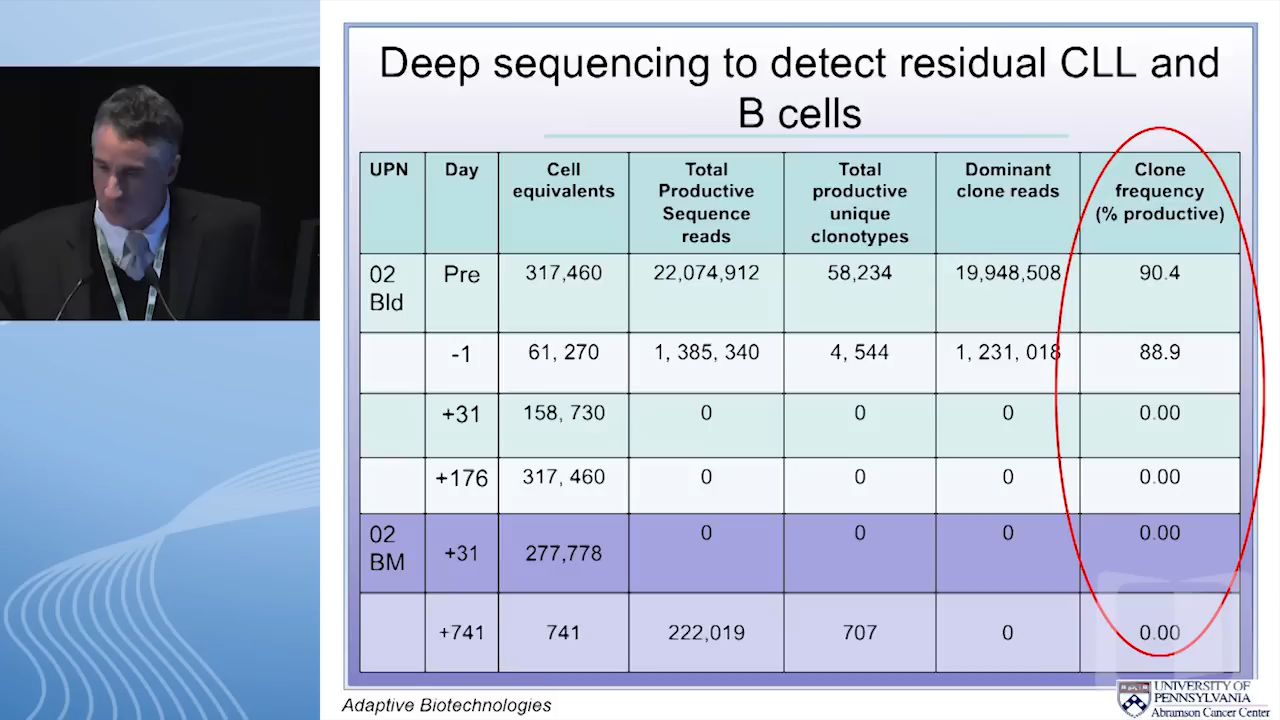 Deep sequencing to detect residual CLL and
B cells
UPN Day Cell equivalents Total Productive Sequence reads Total productive unique clonotypes Dominant clone reads Clone frequency (% productive)
02 Bld Pre 317,460 22,074,912 58,234 19,948,508 90.4
-1 61, 270 1, 385, 340 4, 544 1, 231, 018 88.9
+31 158, 730 0 0 0 0.00
+176 317, 460 0 0 0 0.00
02 BM +31 277,778 0 0 0 0.00
+741 741 222,019 707 0 0.00
Adaptive Biotechnologies
UNIVERSITY OF
PENNSYLVANIA
Abramson Cancer Center